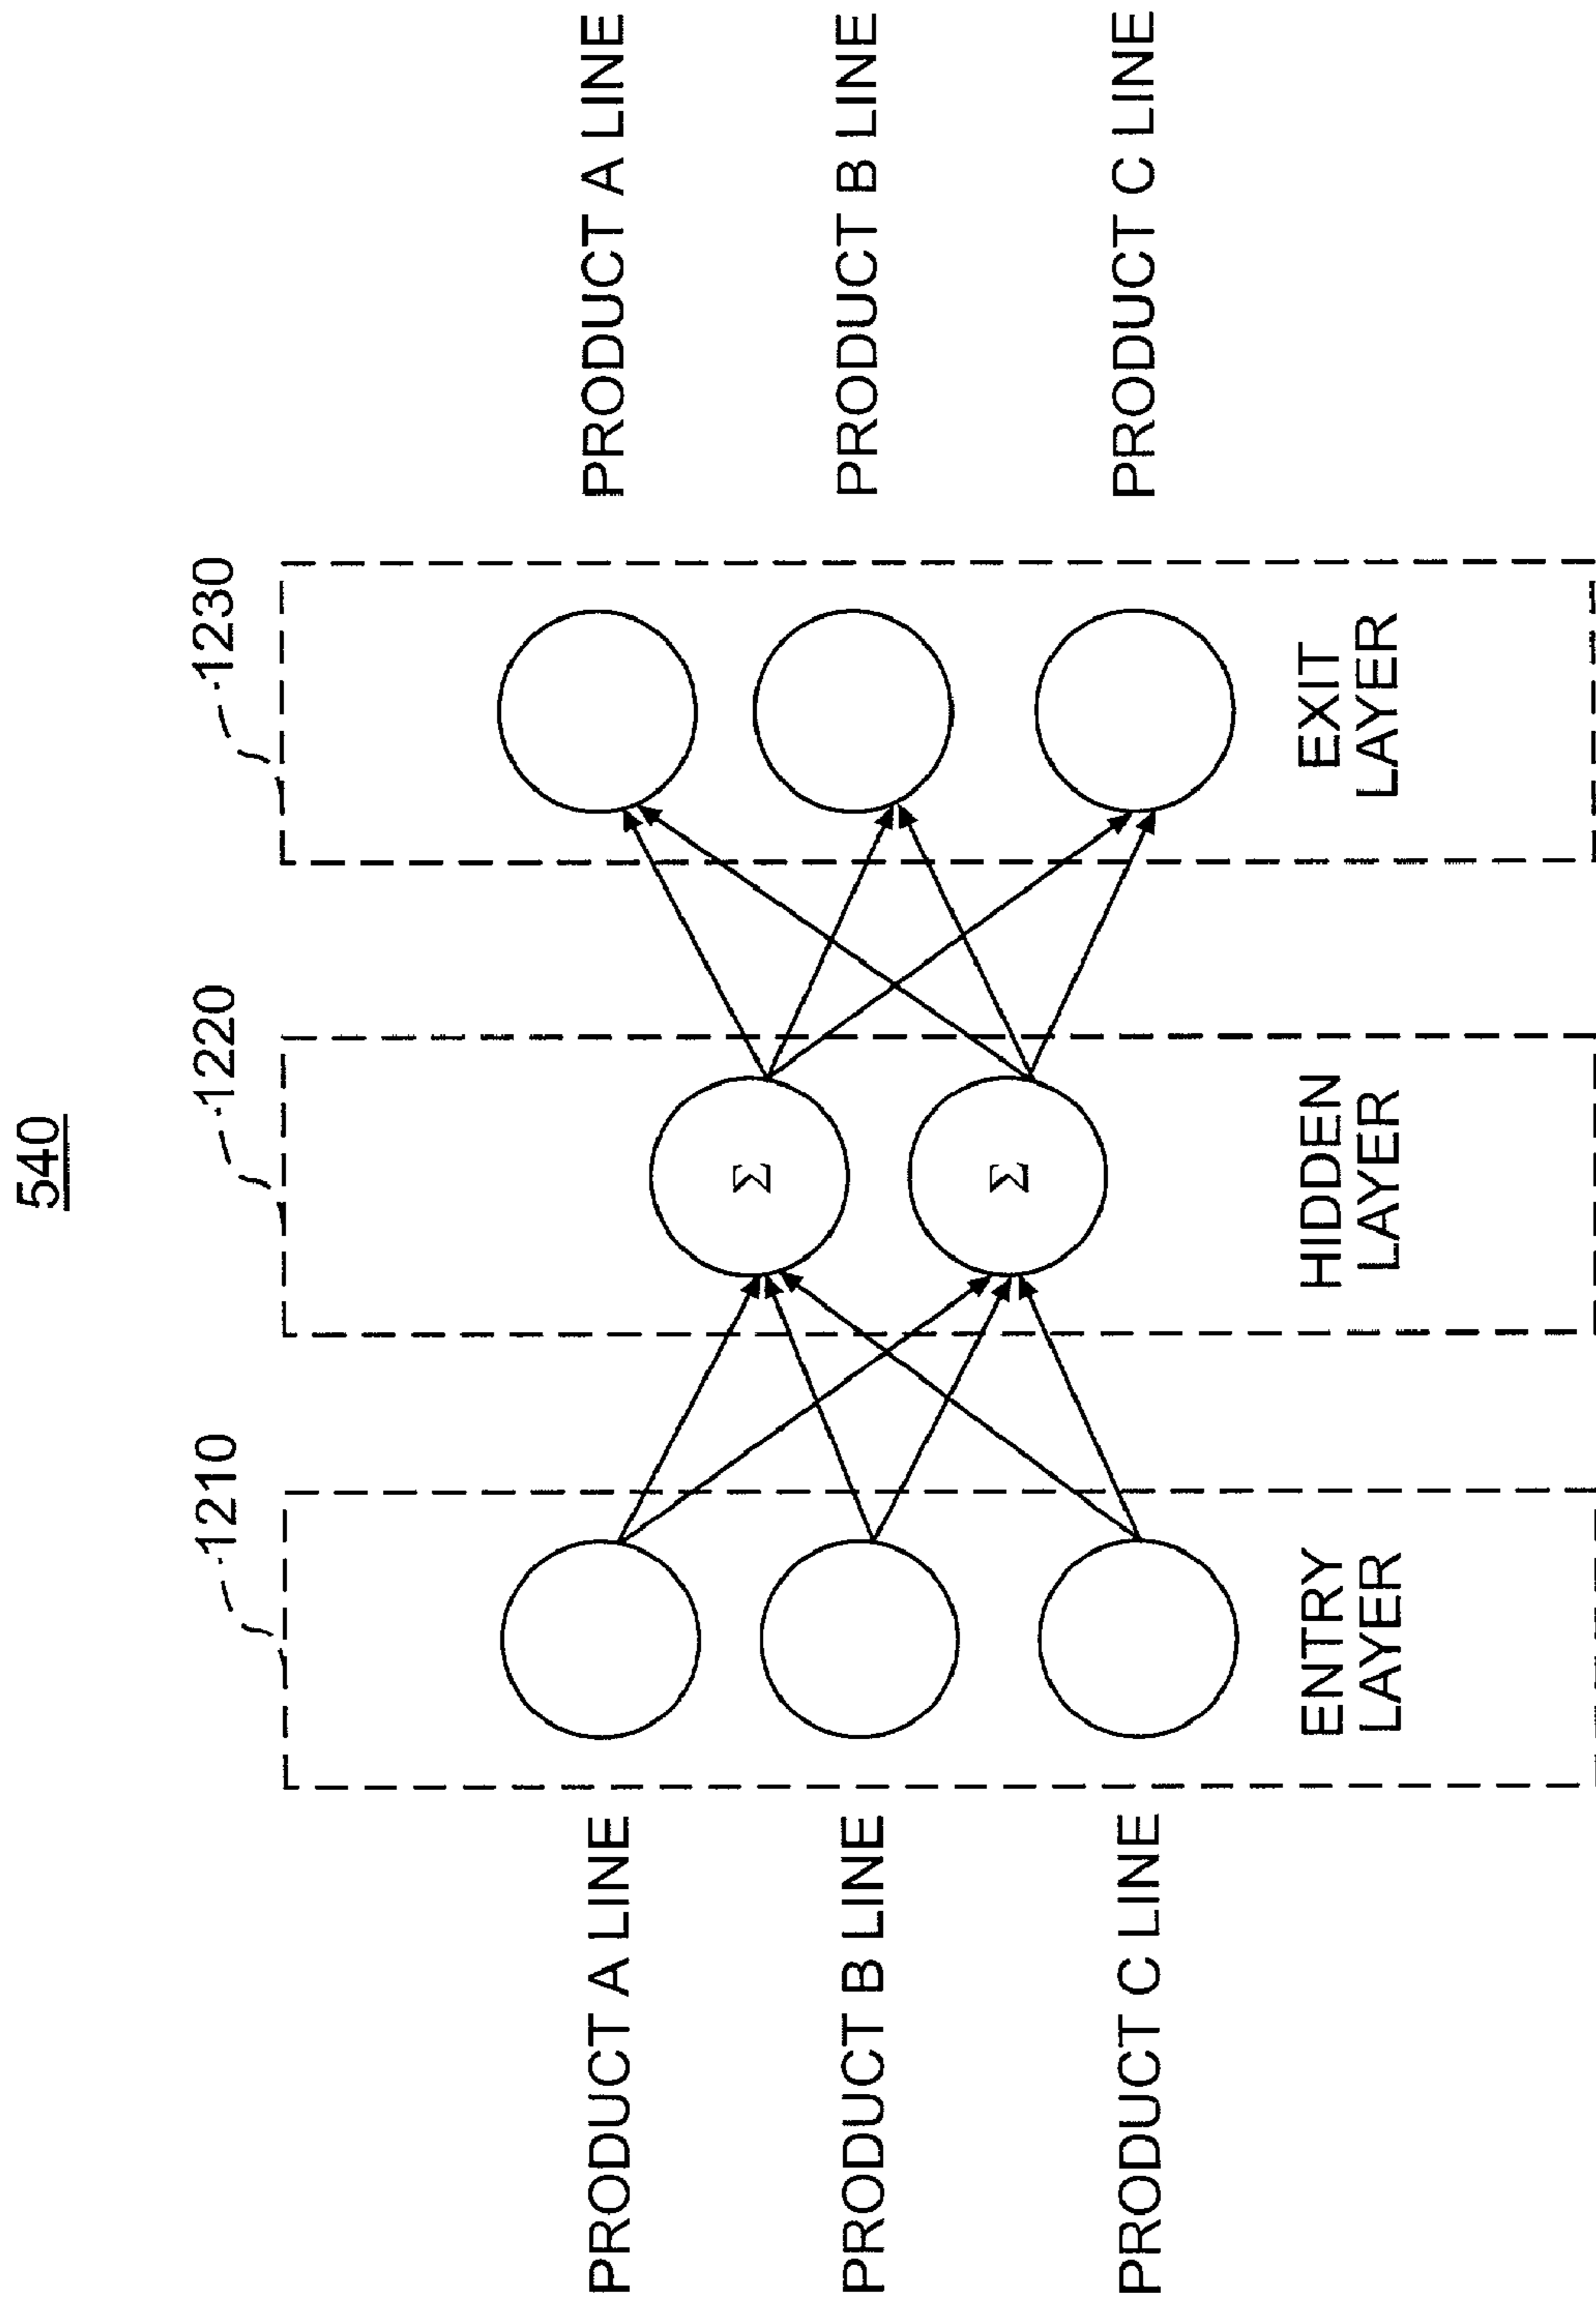 540
1210
1220
1230
PRODUCT A LINE
PRODUCT B LINE
PRODUCT C LINE
Σ
Σ
PRODUCT A LINE
PRODUCT B LINE
PRODUCT C LINE
ENTRY
LAYER
HIDDEN
LAYER
EXIT
LAYER